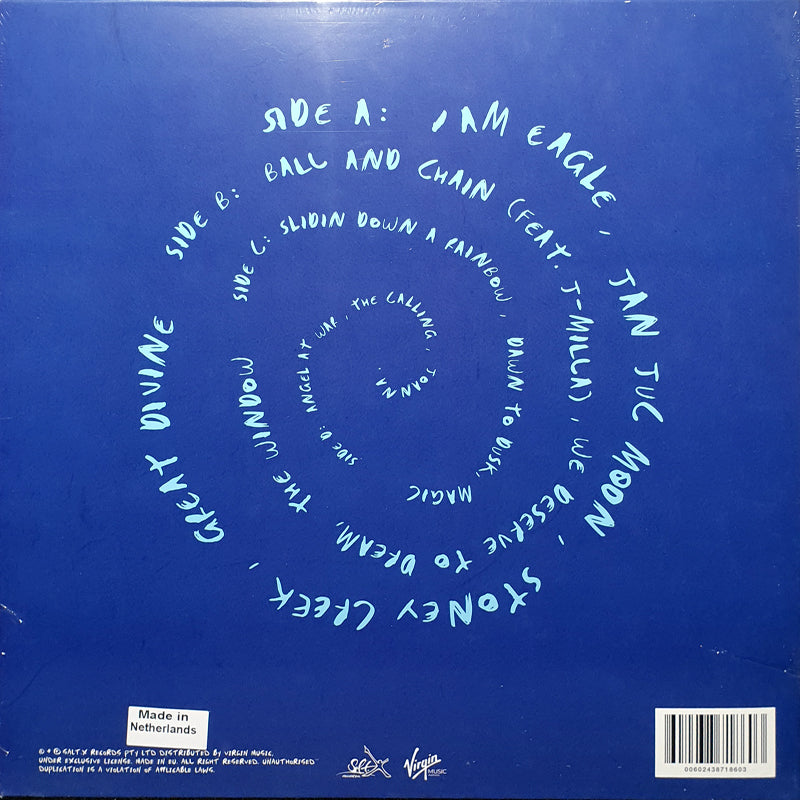 SIDE A: I AM EAGLE, JAN JUC MOON, STONEY CREEK, GREAT DIVINE
SIDE B: BALL AND CHAIN (FEAT. J-MILLA), WE DESERVE TO DREAM, THE WINDOW
SIDE C: SLIDIN DOWN A RAINBOW, DAWN TO DUSK, MAGIC
SIDE D: ANGEL AT WAR, THE CALLING, JOANNA.
Made in
Netherlands
© + ℗ SALT.X RECORDS PTY LTD DISTRIBUTED BY VIRGIN MUSIC.
UNDER EXCLUSIVE LICENSE. MADE IN EU. ALL RIGHT RESERVED. UNAUTHORISED
DUPLICATION IS A VIOLATION OF APPLICABLE LAWS.
Virgin
MUSIC
00602438718603